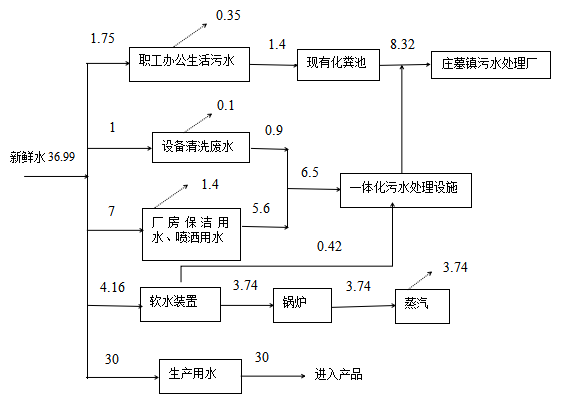 0.35
1.75
职工办公生活污水
1.4
现有化粪池
8.32
庄墓镇污水处理厂
0.1
1
设备清洗废水
0.9
新鲜水 36.99
6.5
一体化污水处理设施
1.4
7
厂房保洁用
水、喷洒用水
5.6
0.42
4.16
软水装置
3.74
锅炉
3.74
蒸汽
3.74
30
生产用水
30
进入产品